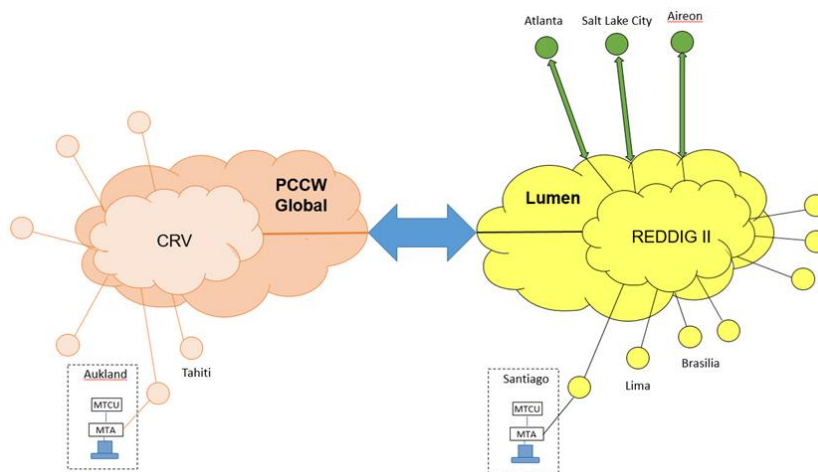 Atlanta
Salt Lake City
Aireon
PCCW
Global
CRV
Lumen
REDDIG II
Tahiti
Aukland
MTCU
MTA
Brasilia
Lima
Santiago
MTCU
MTA